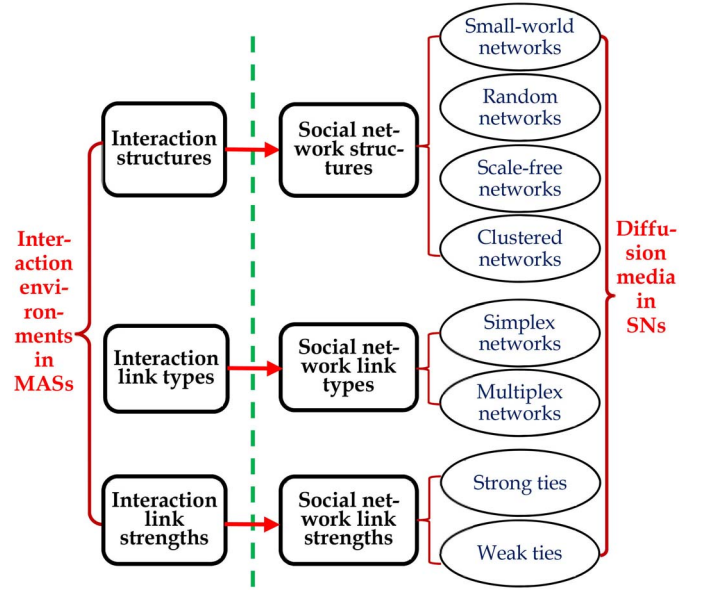 Inter-
action
envi-
ron-
ments
in
MASs
Interaction
structures
Interaction
link types
Interaction
link
strengths
Social net-
work struc-
tures
Social net-
work link
types
Social net-
work link
strengths
Small-world
networks
Random
networks
Scale-free
networks
Clustered
networks
Simplex
networks
Multiplex
networks
Strong ties
Weak ties
Diffu-
sion
media
in
SNs